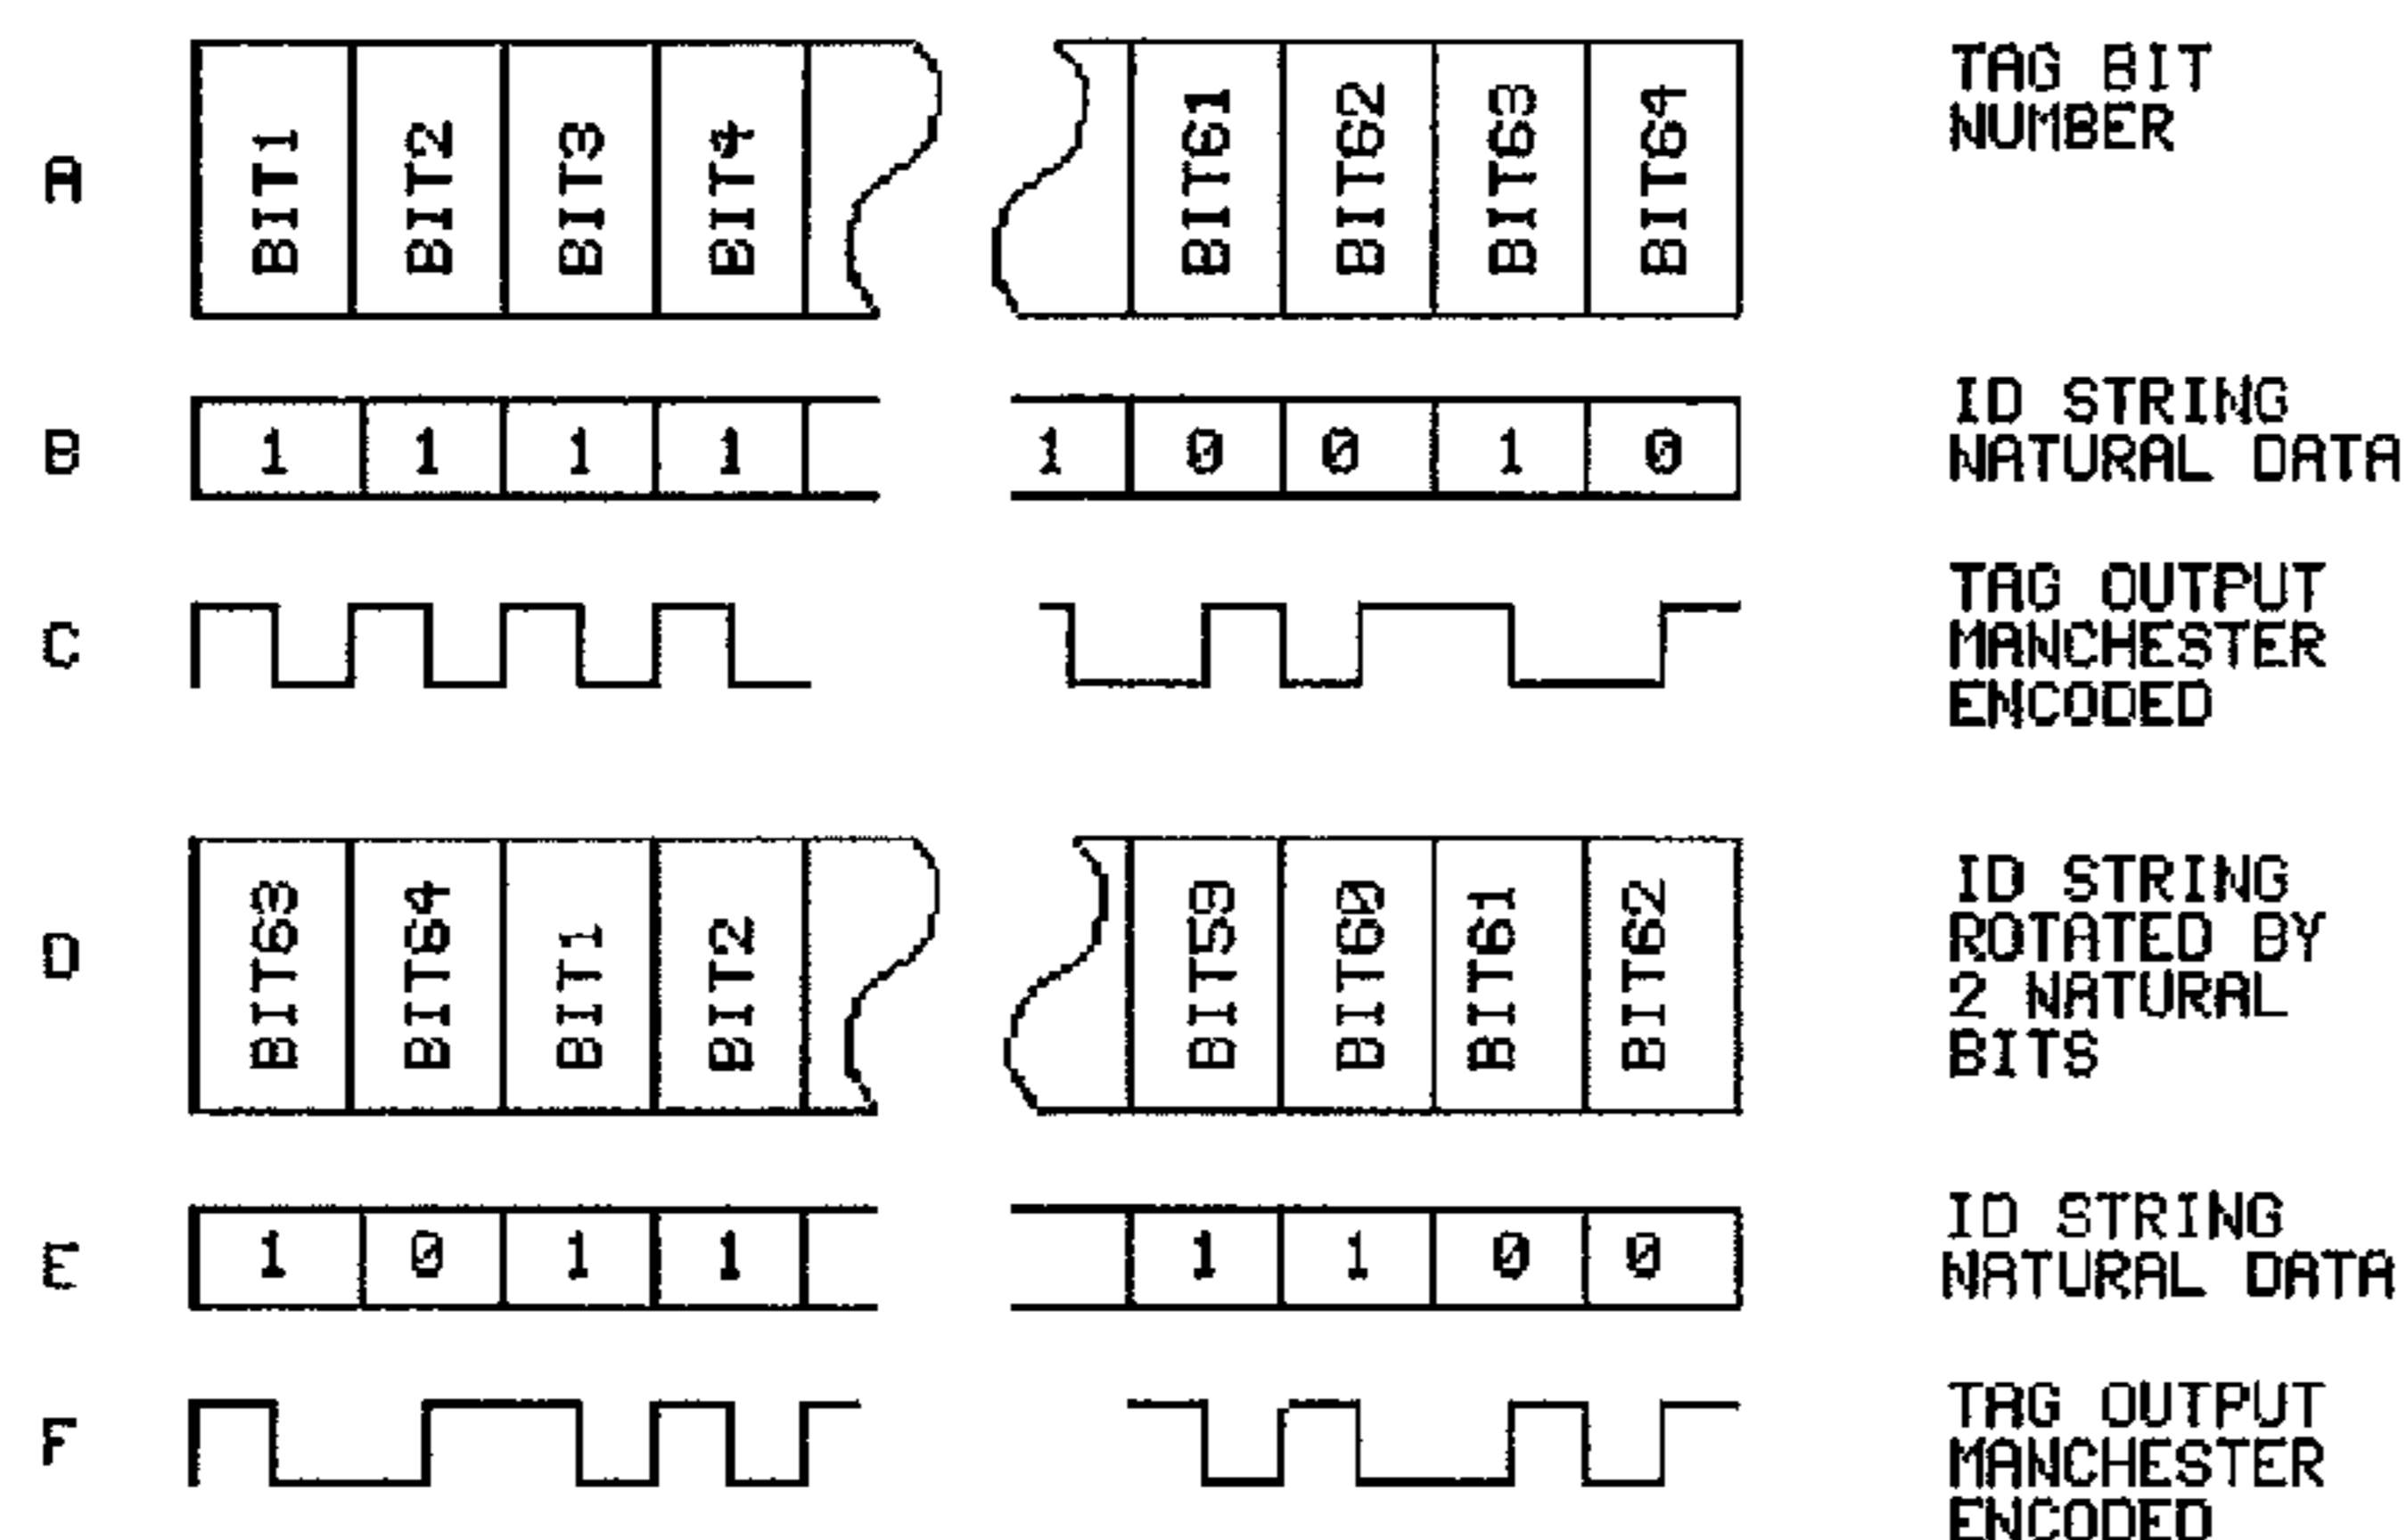 A
BIT1 BIT2 BIT3 BIT4 BIT61 BIT62 BIT63 BIT64
TAG BIT
NUMBER
B
1 1 1 1 1 0 0 1 0
ID STRING
NATURAL DATA
C
TAG OUTPUT
MANCHESTER
ENCODED
D
BIT63 BIT64 BIT1 BIT2 BIT59 BIT60 BIT61 BIT62
ID STRING
ROTATED BY
2 NATURAL
BITS
E
1 0 1 1 1 1 0 0
ID STRING
NATURAL DATA
F
TAG OUTPUT
MANCHESTER
ENCODED